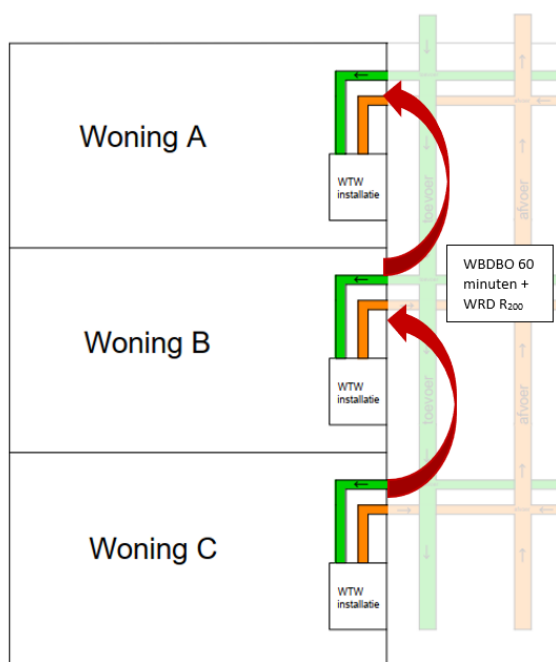 Woning A
WTW
installatie
toevoer
afvoer
WBDBO 60
minuten +
WRD R₂₀₀
Woning B
WTW
installatie
toevoer
afvoer
Woning C
WTW
installatie